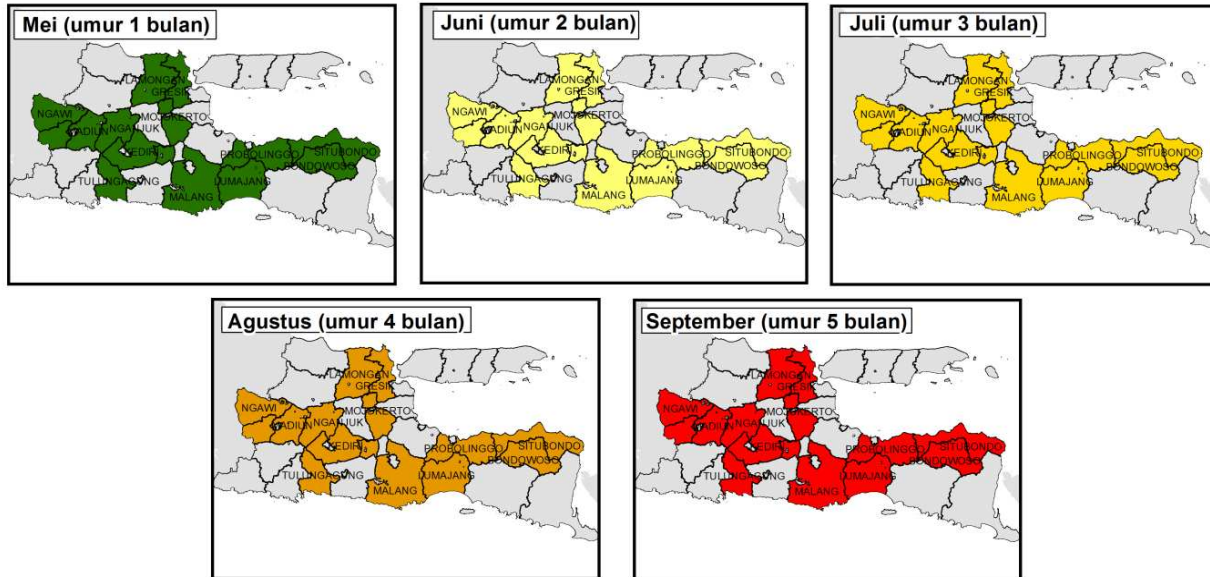 Mei (umur 1 bulan)
LAMONGAN
GRESIK
NGAWI
MOJOKERTO
MADIUN
NGANJUK
KEDIRI
PROBOLINGGO
SITUBONDO
BONDOWOSO
TULUNGAGUNG
LUMAJANG
MALANG
Juni (umur 2 bulan)
LAMONGAN
GRESIK
NGAWI
MOJOKERTO
MADIUN
NGANJUK
KEDIRI
PROBOLINGGO
SITUBONDO
BONDOWOSO
TULUNGAGUNG
LUMAJANG
MALANG
Juli (umur 3 bulan)
LAMONGAN
GRESIK
NGAWI
MOJOKERTO
MADIUN
NGANJUK
KEDIRI
PROBOLINGGO
SITUBONDO
BONDOWOSO
TULUNGAGUNG
LUMAJANG
MALANG
Agustus (umur 4 bulan)
LAMONGAN
GRESIK
NGAWI
MOJOKERTO
MADIUN
NGANJUK
KEDIRI
PROBOLINGGO
SITUBONDO
BONDOWOSO
TULUNGAGUNG
LUMAJANG
MALANG
September (umur 5 bulan)
LAMONGAN
GRESIK
NGAWI
MOJOKERTO
MADIUN
NGANJUK
KEDIRI
PROBOLINGGO
SITUBONDO
BONDOWOSO
TULUNGAGUNG
LUMAJANG
MALANG